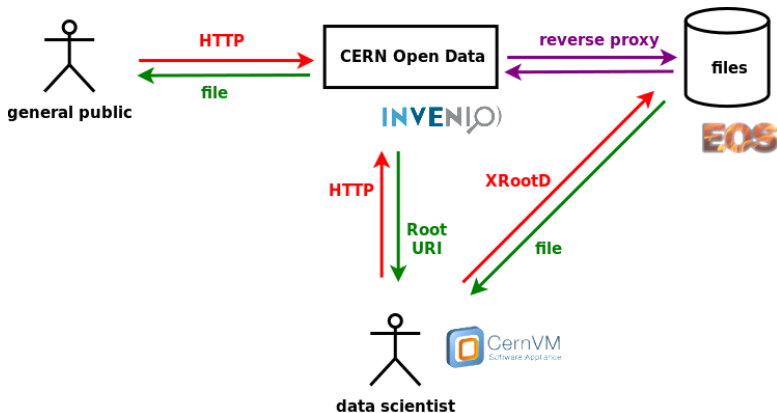 HTTP
CERN Open Data
reverse proxy
files
file
general public
INVENIO
EOS
HTTP
XRootD
Root
URI
file
CernVM
Software Appliance
data scientist